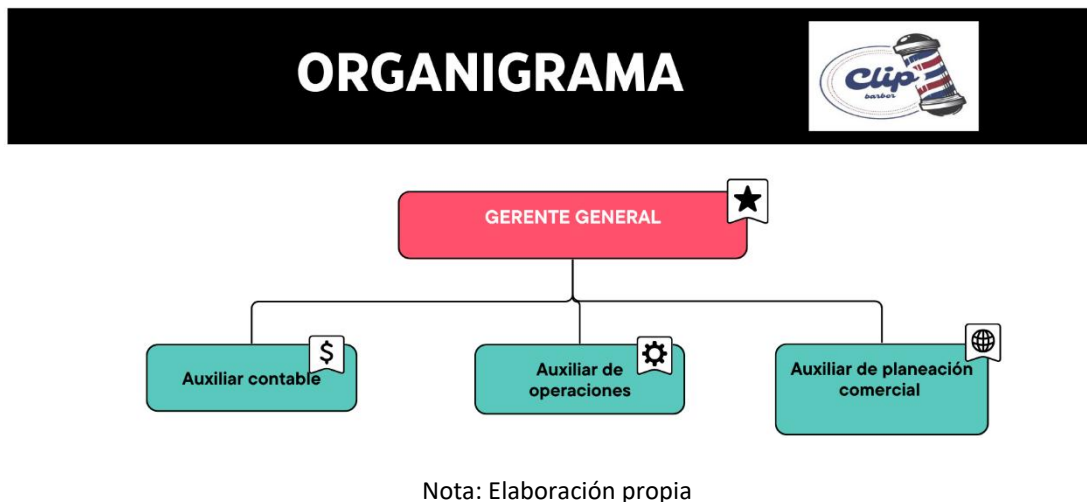 ORGANIGRAMA
Clip
barber
GERENTE GENERAL
$
Auxiliar contable
Auxiliar de
operaciones
Auxiliar de planeación
comercial
Nota: Elaboración propia